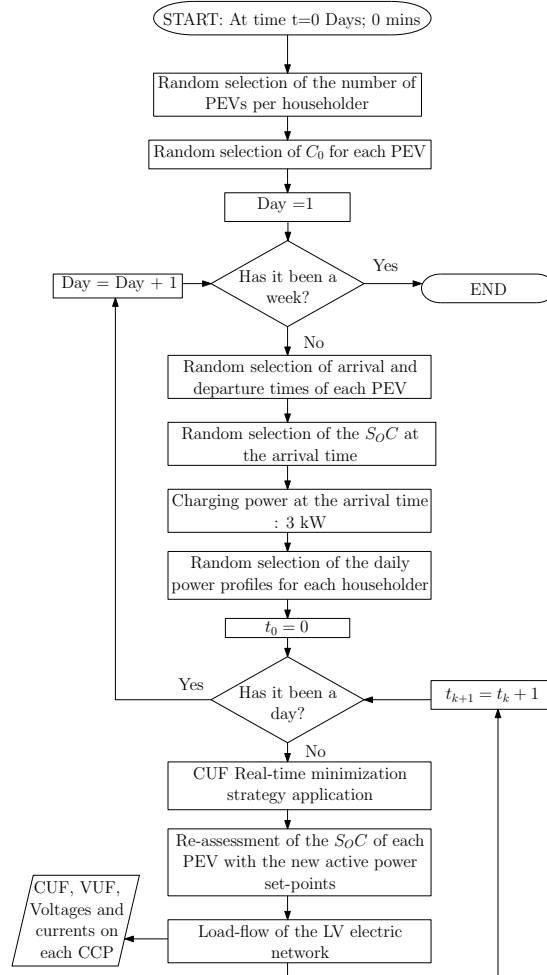 START: At time t=0 Days; 0 mins
Random selection of the number of
PEVs per householder
Random selection of C₀ for each PEV
Day =1
Has it been a
week?
Yes
END
Day = Day + 1
No
Random selection of arrival and
departure times of each PEV
Random selection of the S_OC at
the arrival time
Charging power at the arrival time
: 3 kW
Random selection of the daily
power profiles for each householder
t₀ = 0
Has it been a
day?
Yes
t_{k+1} = t_k + 1
No
CUF Real-time minimization
strategy application
Re-assessment of the S_OC of each
PEV with the new active power
set-points
Load-flow of the LV electric
network
CUF, VUF,
Voltages and
currents on
each CCP